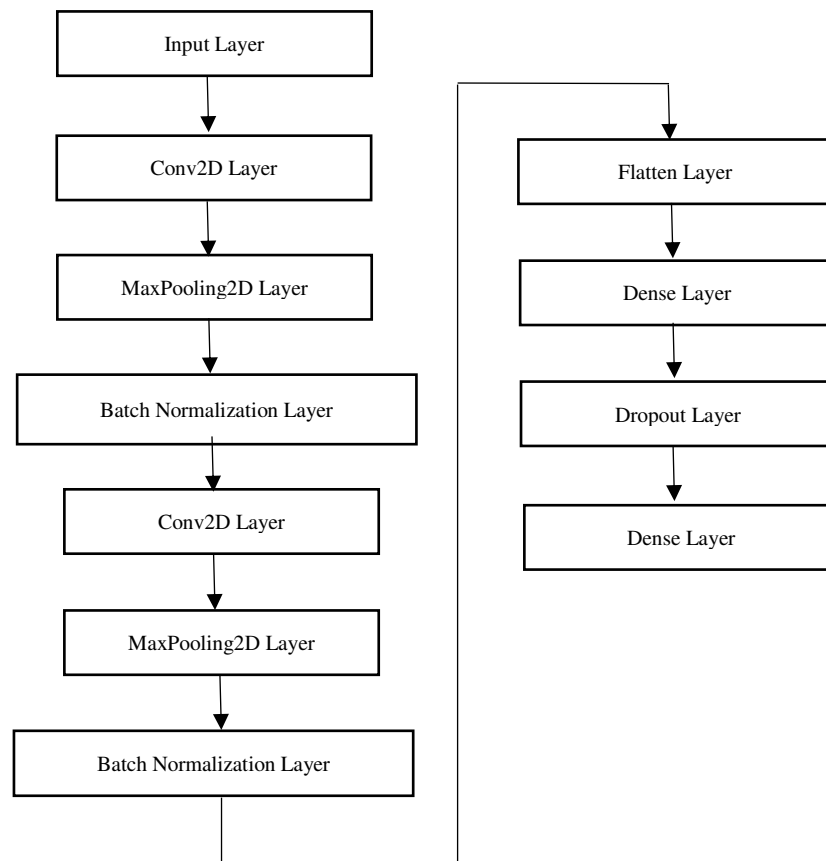 Input Layer
Conv2D Layer
MaxPooling2D Layer
Batch Normalization Layer
Conv2D Layer
MaxPooling2D Layer
Batch Normalization Layer
Flatten Layer
Dense Layer
Dropout Layer
Dense Layer